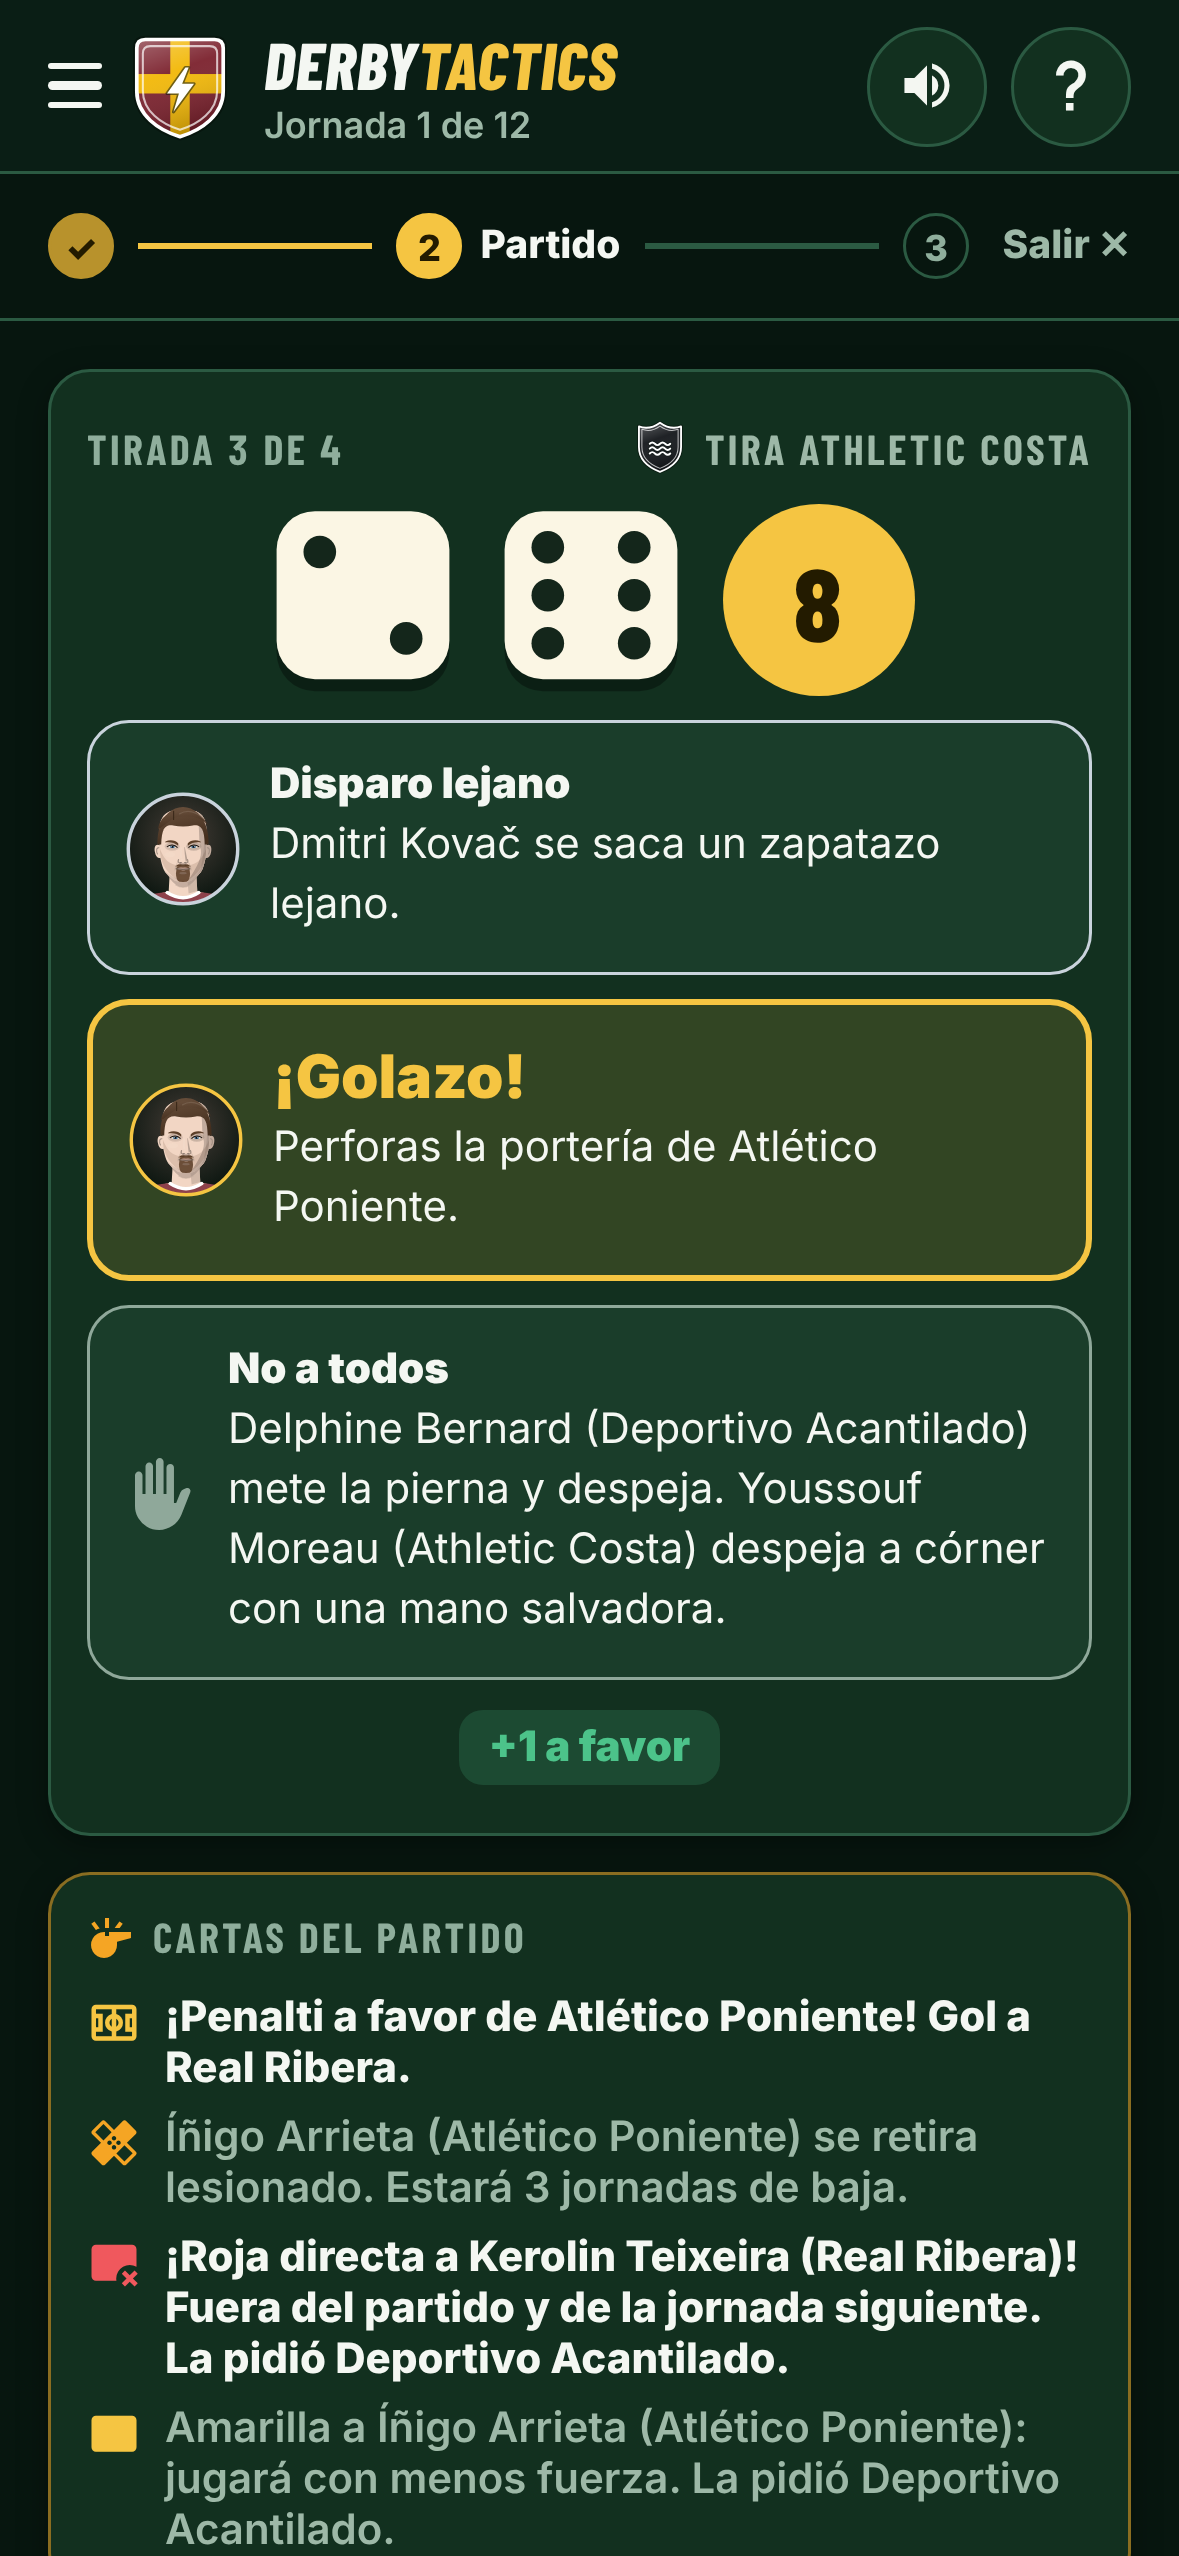 DERBYTACTICS
Jornada 1 de 12
?
2 Partido
3
Salir ✕
TIRADA 3 DE 4
TIRA ATHLETIC COSTA
8
Disparo lejano
Dmitri Kovač se saca un zapatazo
lejano.
¡Golazo!
Perforas la portería de Atlético
Poniente.
No a todos
Delphine Bernard (Deportivo Acantilado)
mete la pierna y despeja. Youssouf
Moreau (Athletic Costa) despeja a córner
con una mano salvadora.
+1 a favor
CARTAS DEL PARTIDO
¡Penalti a favor de Atlético Poniente! Gol a
Real Ribera.
Íñigo Arrieta (Atlético Poniente) se retira
lesionado. Estará 3 jornadas de baja.
¡Roja directa a Kerolin Teixeira (Real Ribera)!
Fuera del partido y de la jornada siguiente.
La pidió Deportivo Acantilado.
Amarilla a Íñigo Arrieta (Atlético Poniente):
jugará con menos fuerza. La pidió Deportivo
Acantilado.